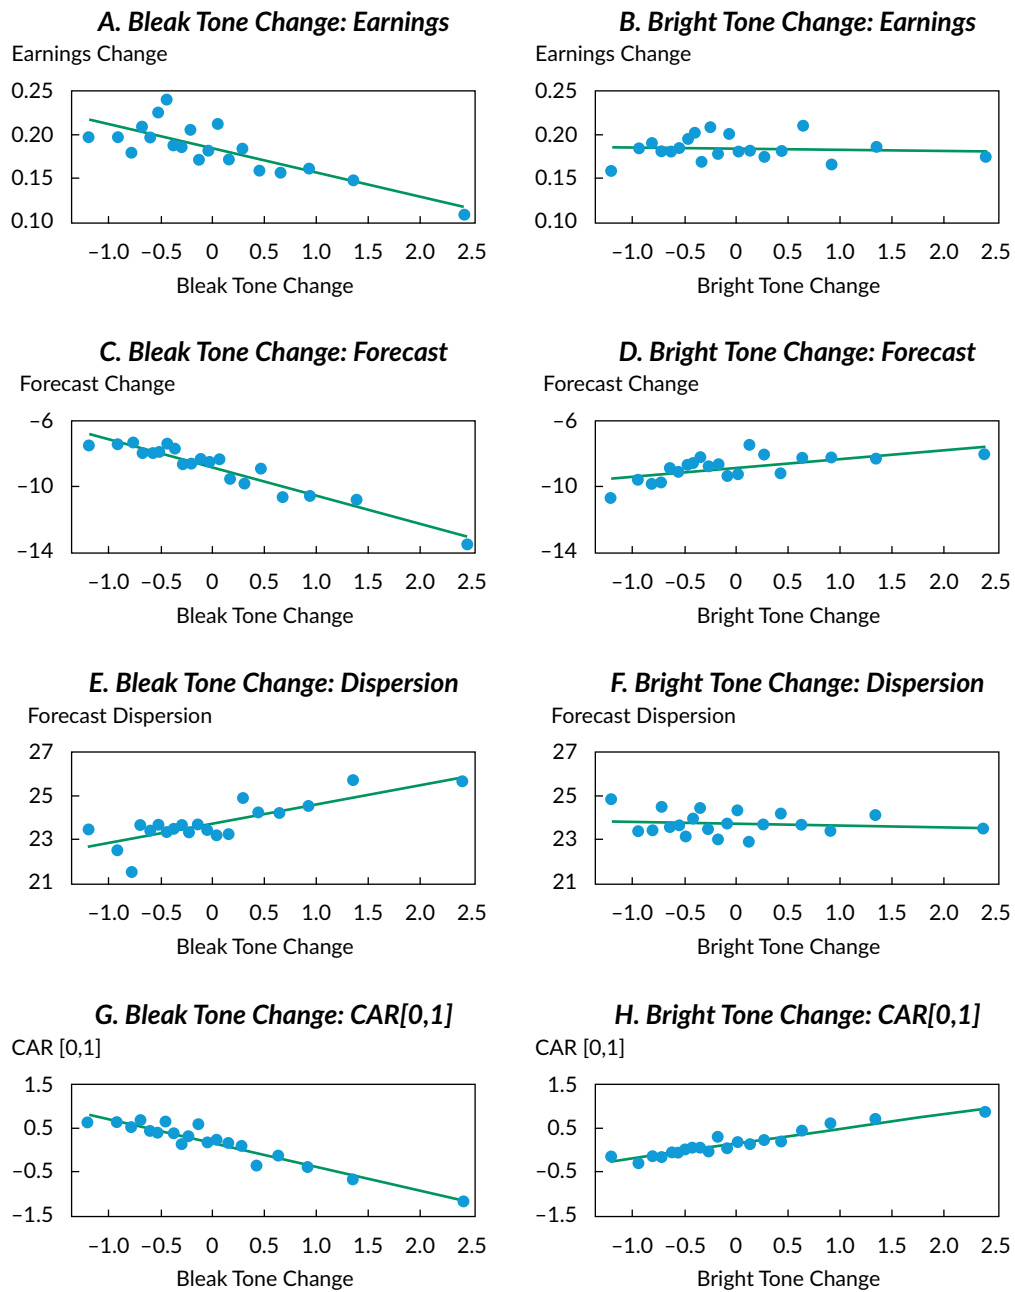 A. Bleak Tone Change: Earnings
Earnings Change
0.25
0.20
0.15
0.10
–1.0 –0.5 0 0.5 1.0 1.5 2.0 2.5
Bleak Tone Change
B. Bright Tone Change: Earnings
Earnings Change
0.25
0.20
0.15
0.10
–1.0 –0.5 0 0.5 1.0 1.5 2.0 2.5
Bright Tone Change
C. Bleak Tone Change: Forecast
Forecast Change
–6
–10
–14
–1.0 –0.5 0 0.5 1.0 1.5 2.0 2.5
Bleak Tone Change
D. Bright Tone Change: Forecast
Forecast Change
–6
–10
–14
–1.0 –0.5 0 0.5 1.0 1.5 2.0 2.5
Bright Tone Change
E. Bleak Tone Change: Dispersion
Forecast Dispersion
27
25
23
21
–1.0 –0.5 0 0.5 1.0 1.5 2.0 2.5
Bleak Tone Change
F. Bright Tone Change: Dispersion
Forecast Dispersion
27
25
23
21
–1.0 –0.5 0 0.5 1.0 1.5 2.0 2.5
Bright Tone Change
G. Bleak Tone Change: CAR[0,1]
CAR [0,1]
1.5
0.5
–0.5
–1.5
–1.0 –0.5 0 0.5 1.0 1.5 2.0 2.5
Bleak Tone Change
H. Bright Tone Change: CAR[0,1]
CAR [0,1]
1.5
0.5
–0.5
–1.5
–1.0 –0.5 0 0.5 1.0 1.5 2.0 2.5
Bright Tone Change